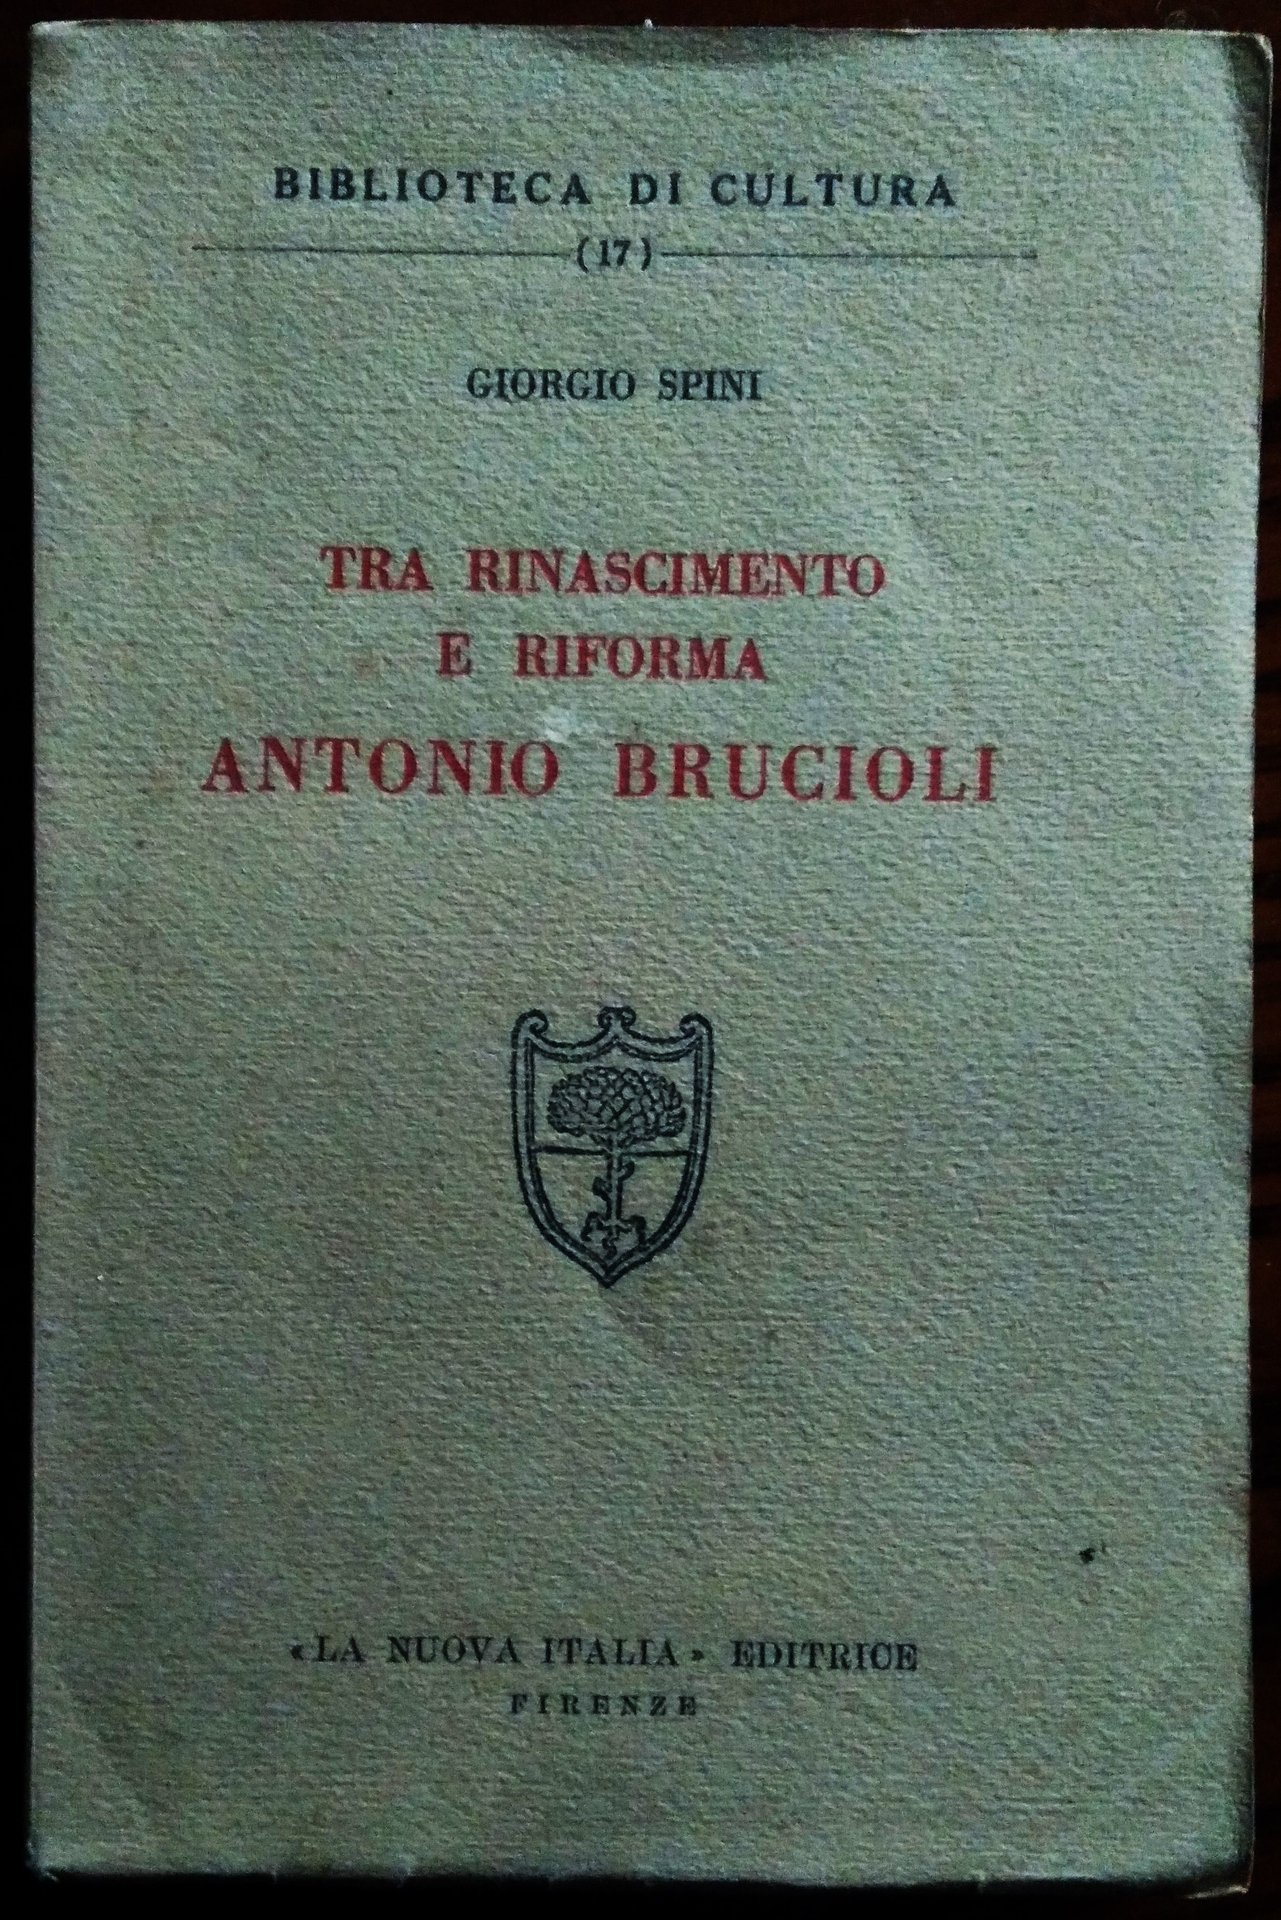 BIBLIOTECA DI CULTURA
(17)
GIORGIO SPINI
TRA RINASCIMENTO
E RIFORMA
ANTONIO BRUCIOLI
«LA NUOVA ITALIA» EDITRICE
FIRENZE